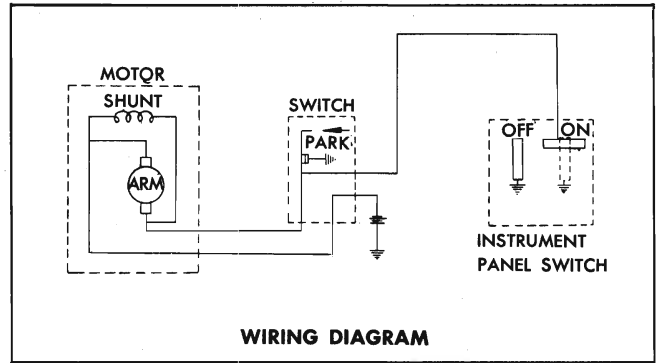 MOTOR
SHUNT
ARM
SWITCH
PARK
OFF
ON
INSTRUMENT
PANEL SWITCH
WIRING DIAGRAM